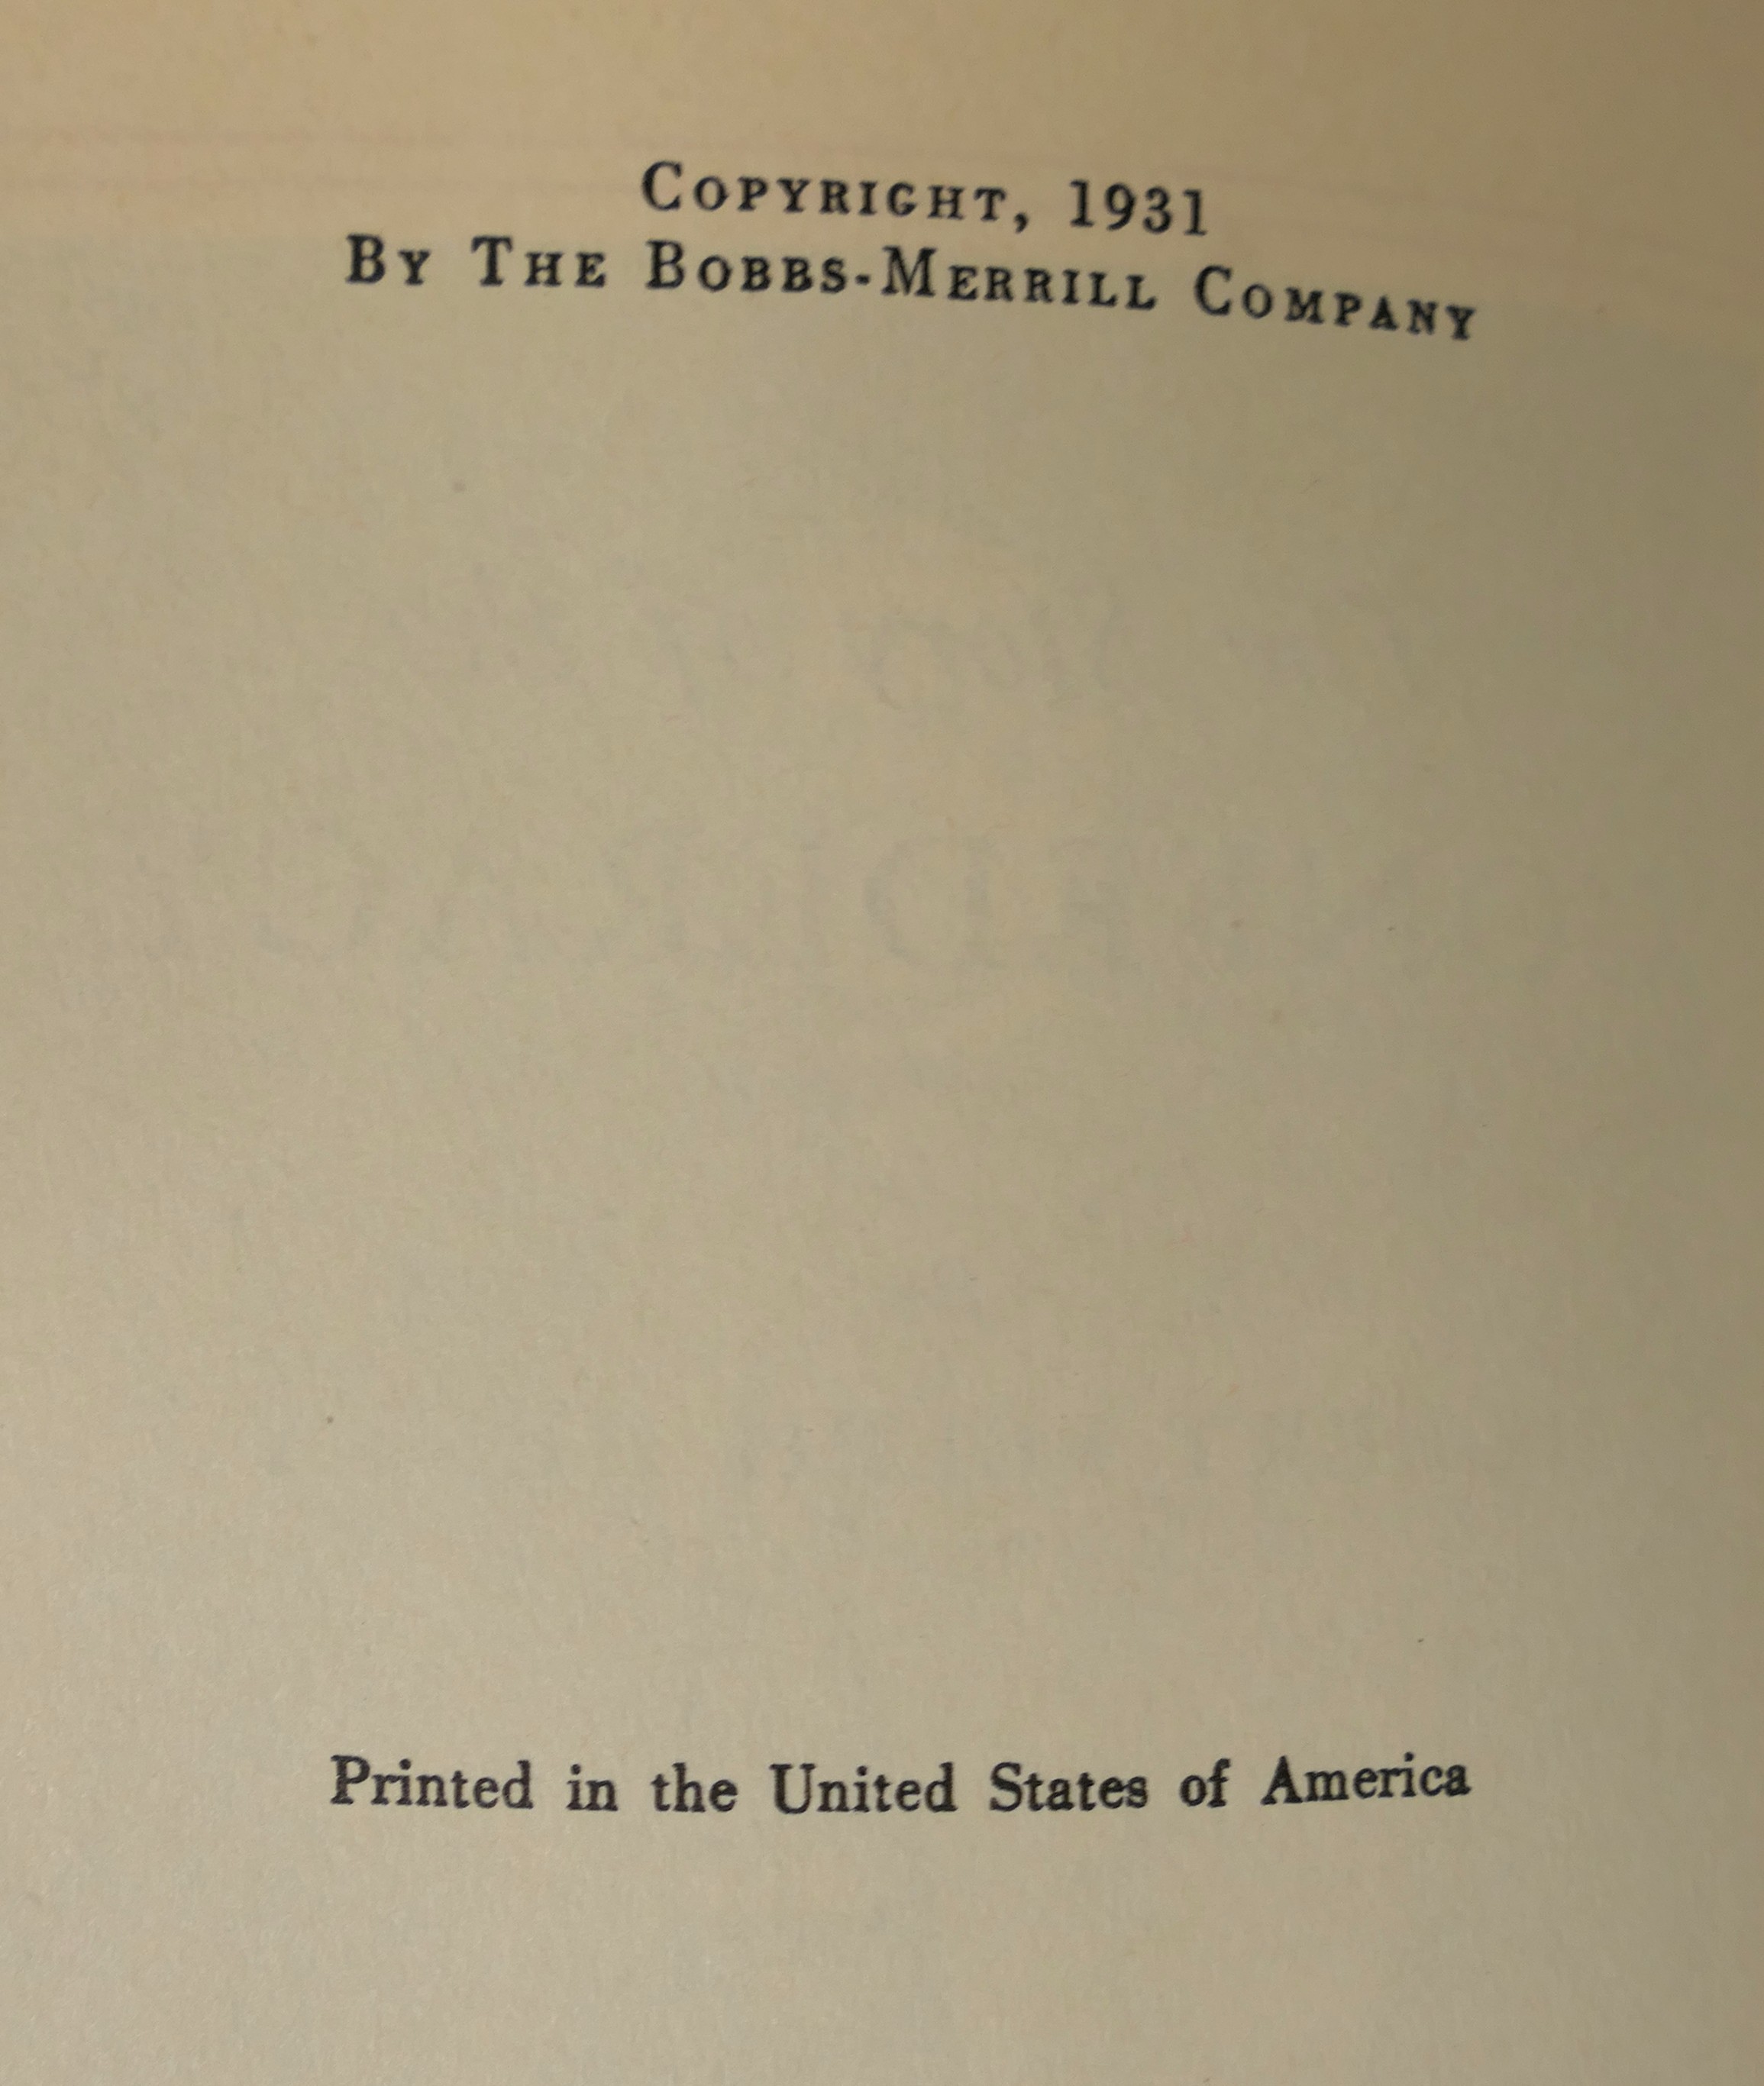 COPYRIGHT, 1931
BY THE BOBBS-MERRILL COMPANY
Printed in the United States of America